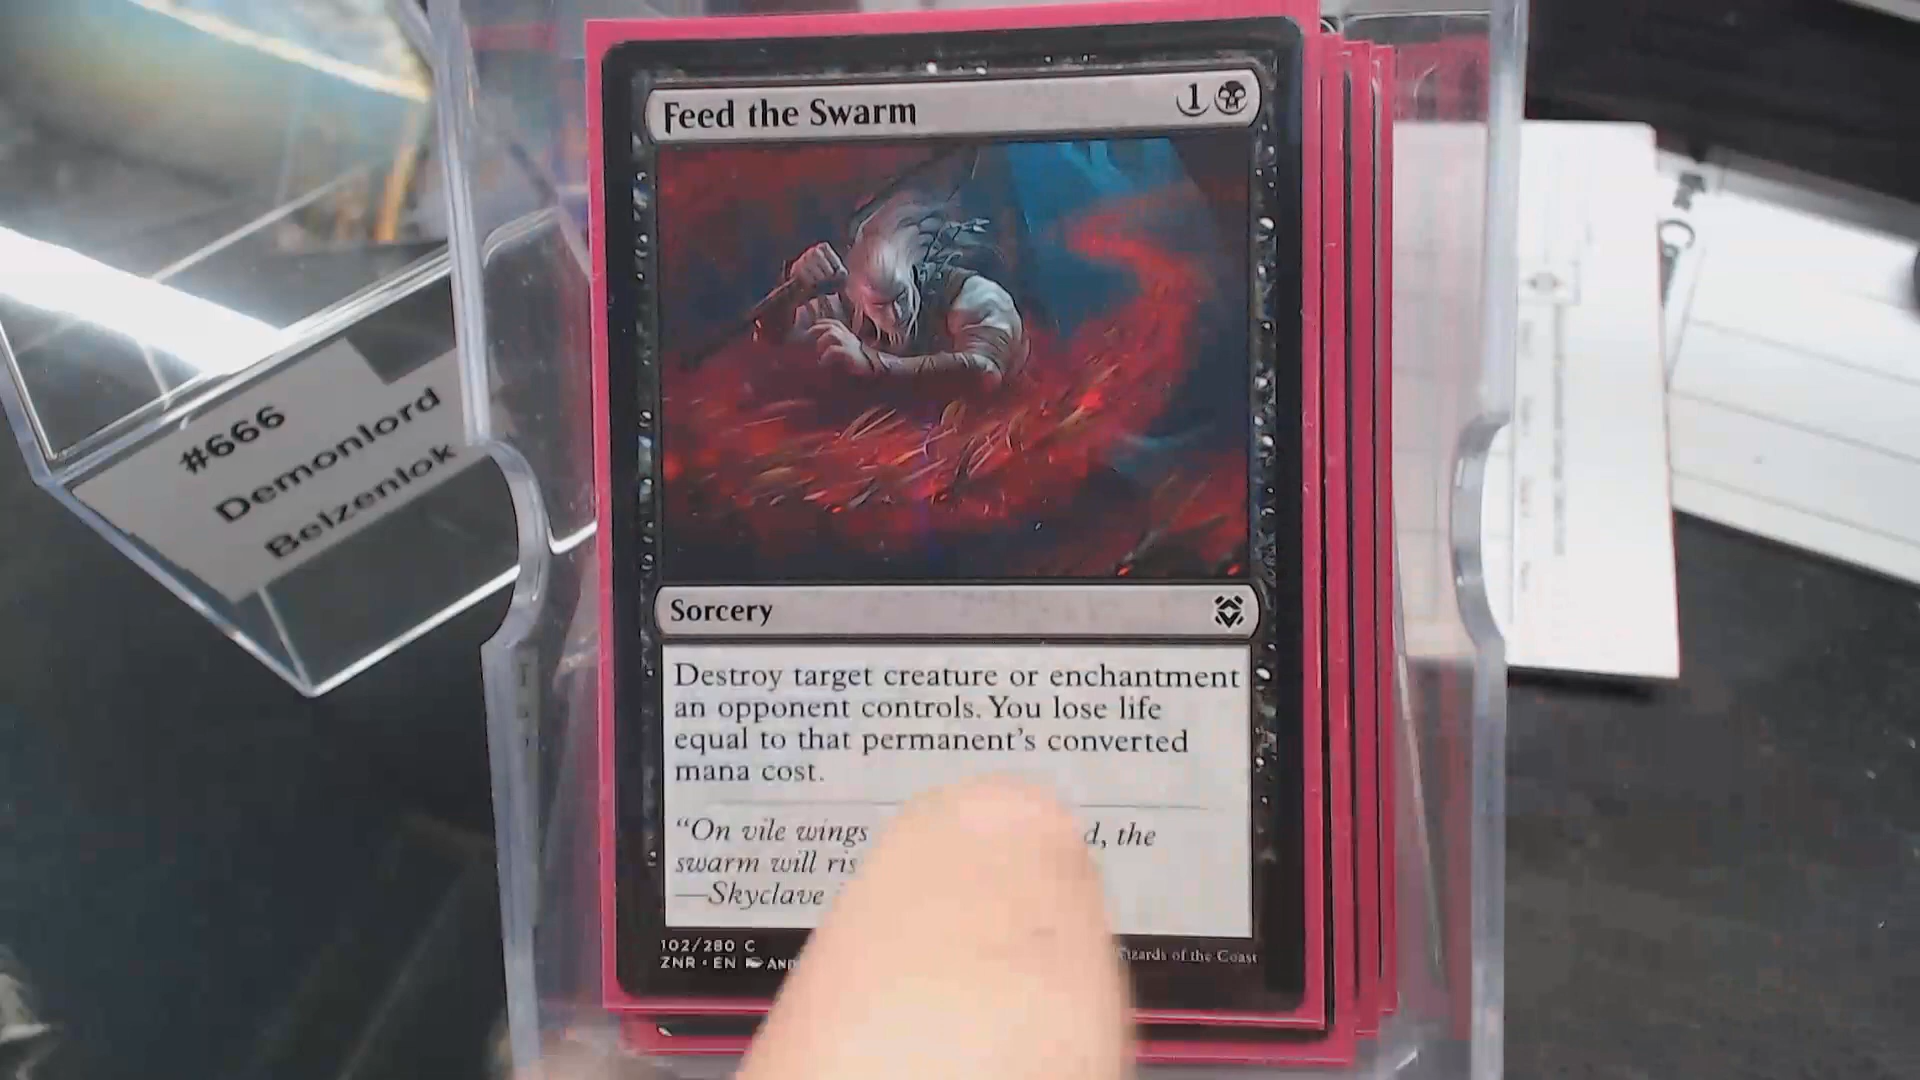 Feed the Swarm 1
#666
Demonlord
Belzenlok
Sorcery
Destroy target creature or enchantment
an opponent controls. You lose life
equal to that permanent's converted
mana cost.
"On vile wings d, the
swarm will ris
—Skyclave
102/280 C
ZNR • EN AND
Wizards of the Coast